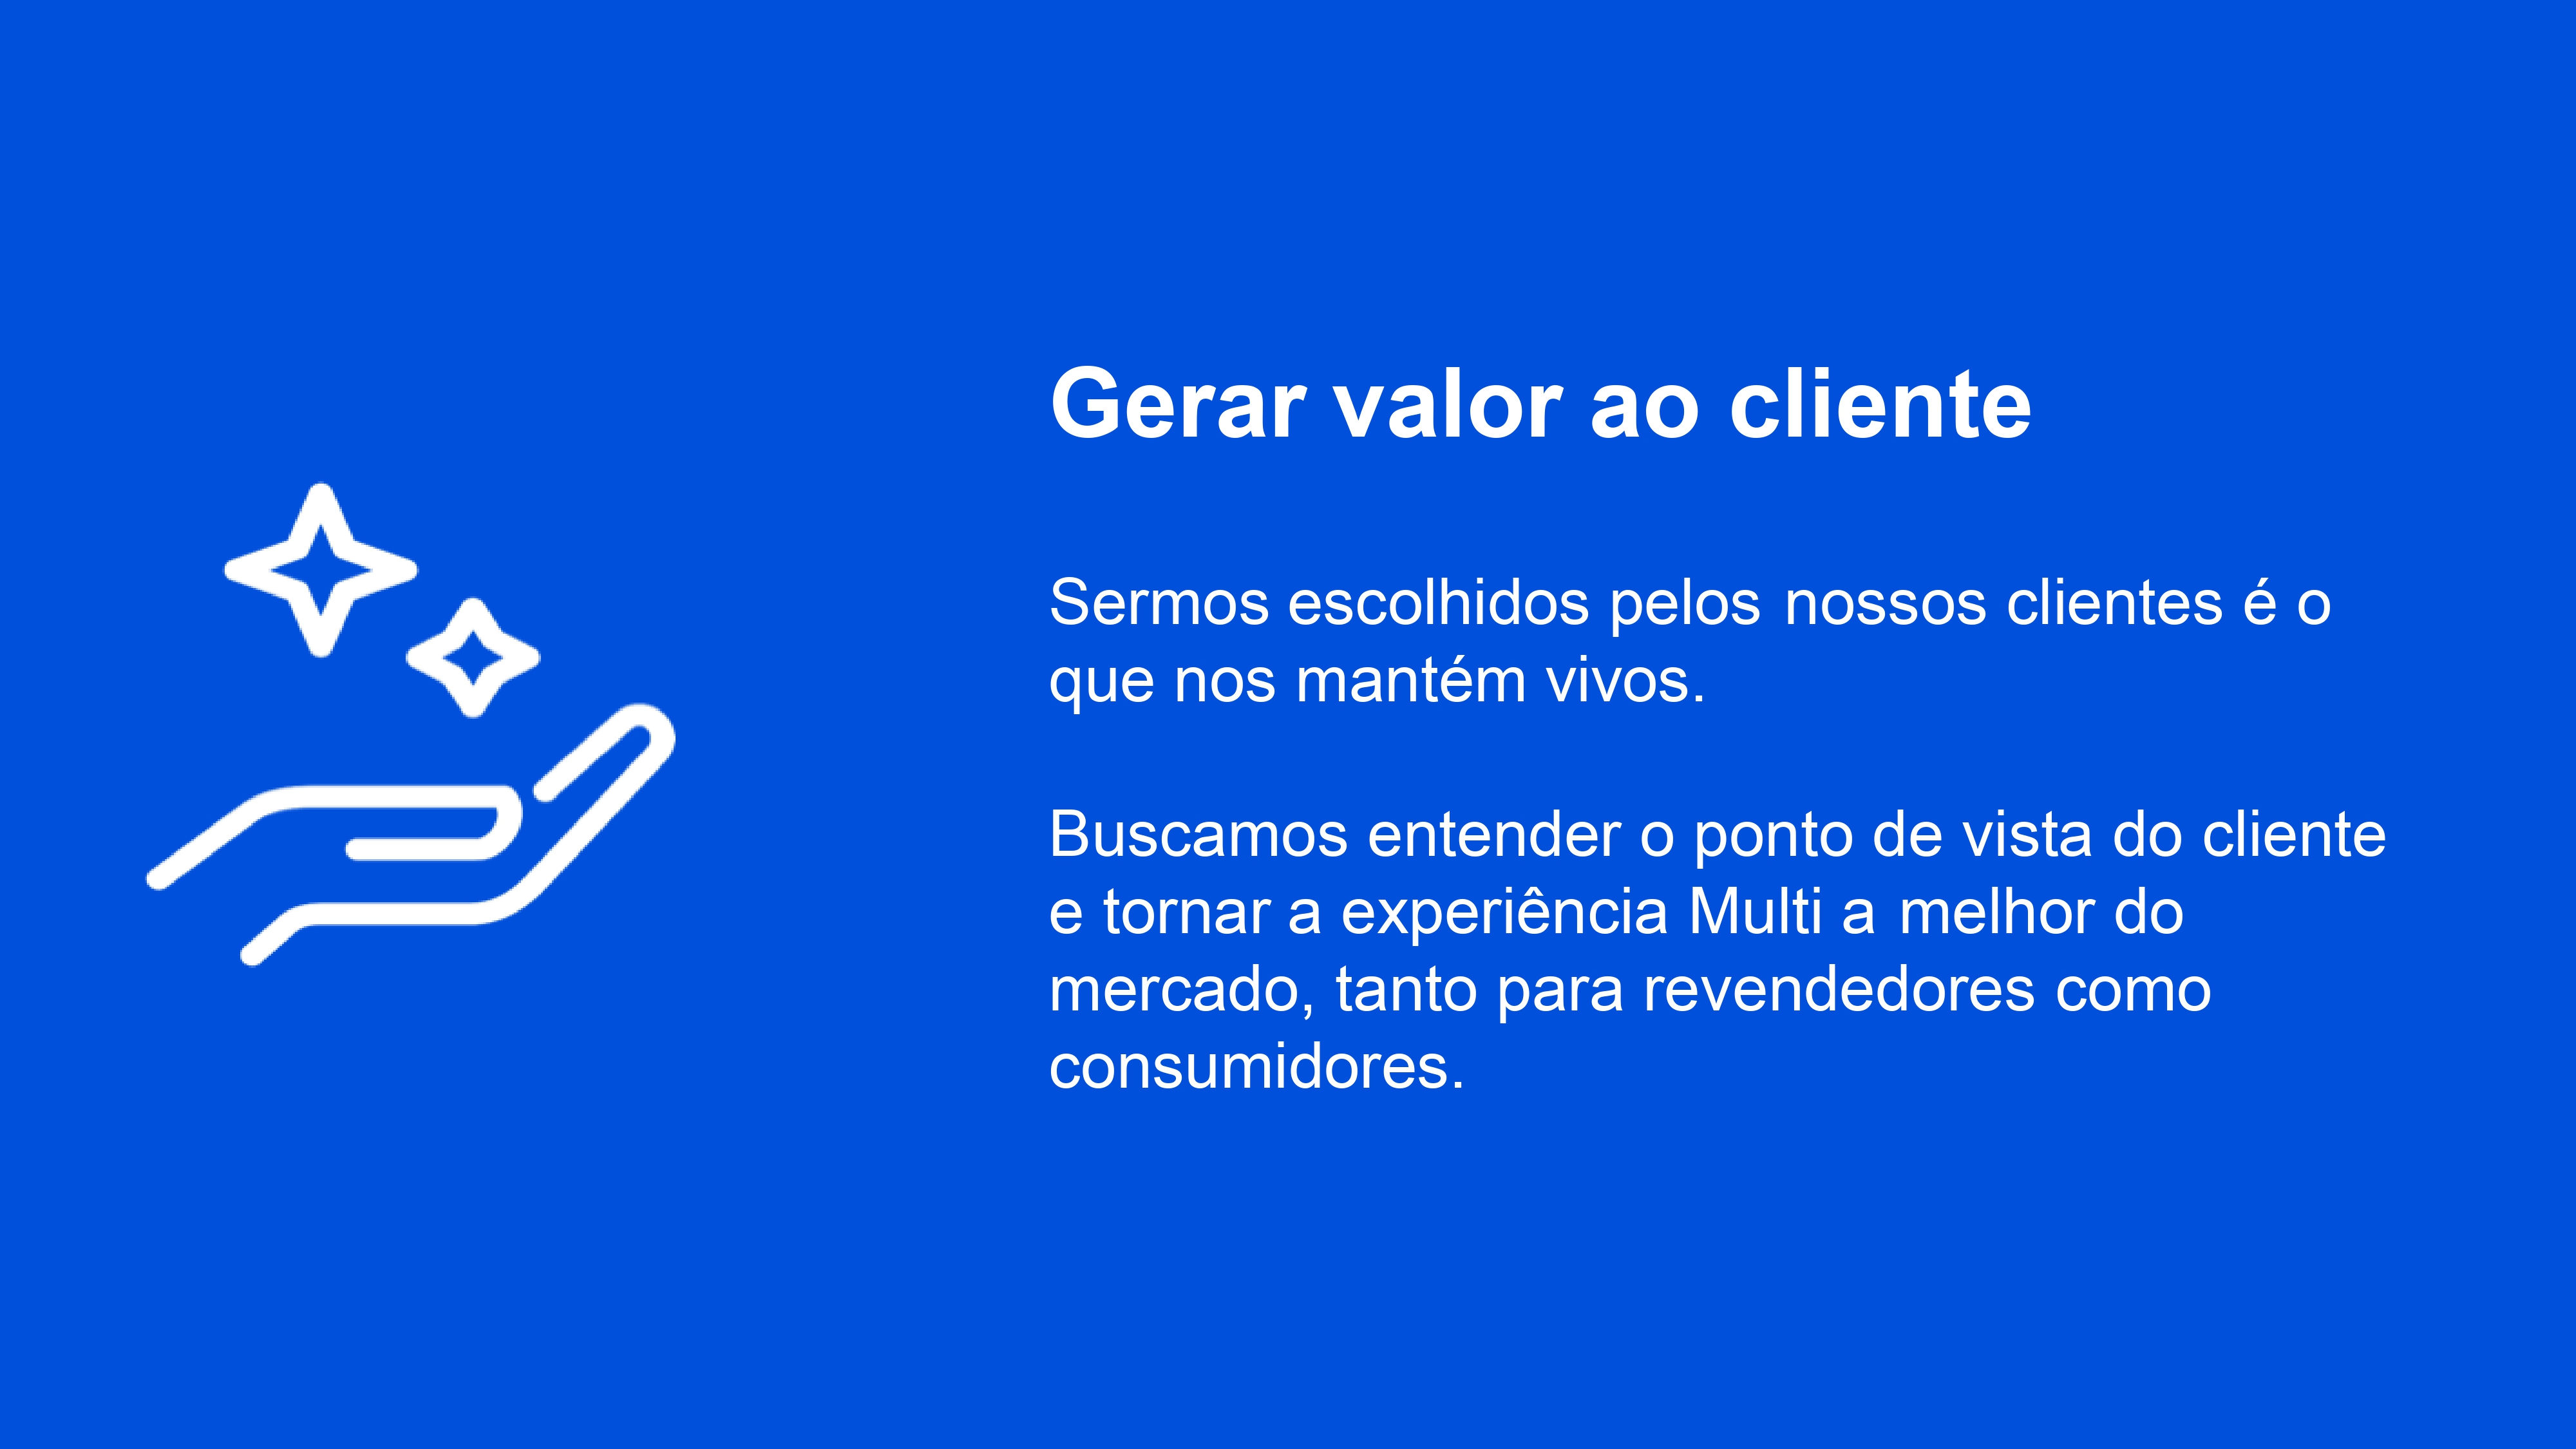 Gerar valor ao cliente
Sermos escolhidos pelos nossos clientes é o
que nos mantém vivos.
Buscamos entender o ponto de vista do cliente
e tornar a experiência Multi a melhor do
mercado, tanto para revendedores como
consumidores.